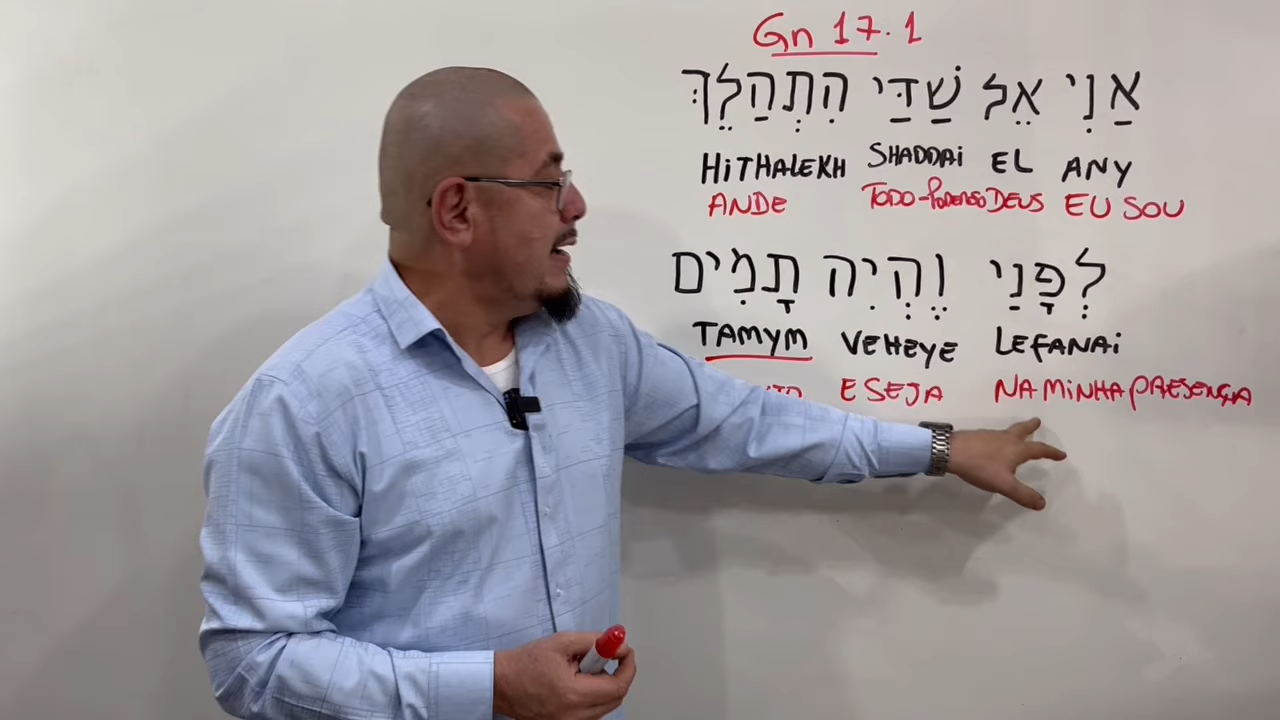 Gn 17.1
אַנִי אֵל שַׁדַּי הִתְהַלֵךְ
HiTHALEKH SHADDAi EL ANY
ANDE TODO-PODEROSO DEUS EU SOU
לְפָנַי וֶהְיִה תָמִים
TAMYM VEHEYE LEFANAi
E SEJA NA MiNHA PRESENÇA